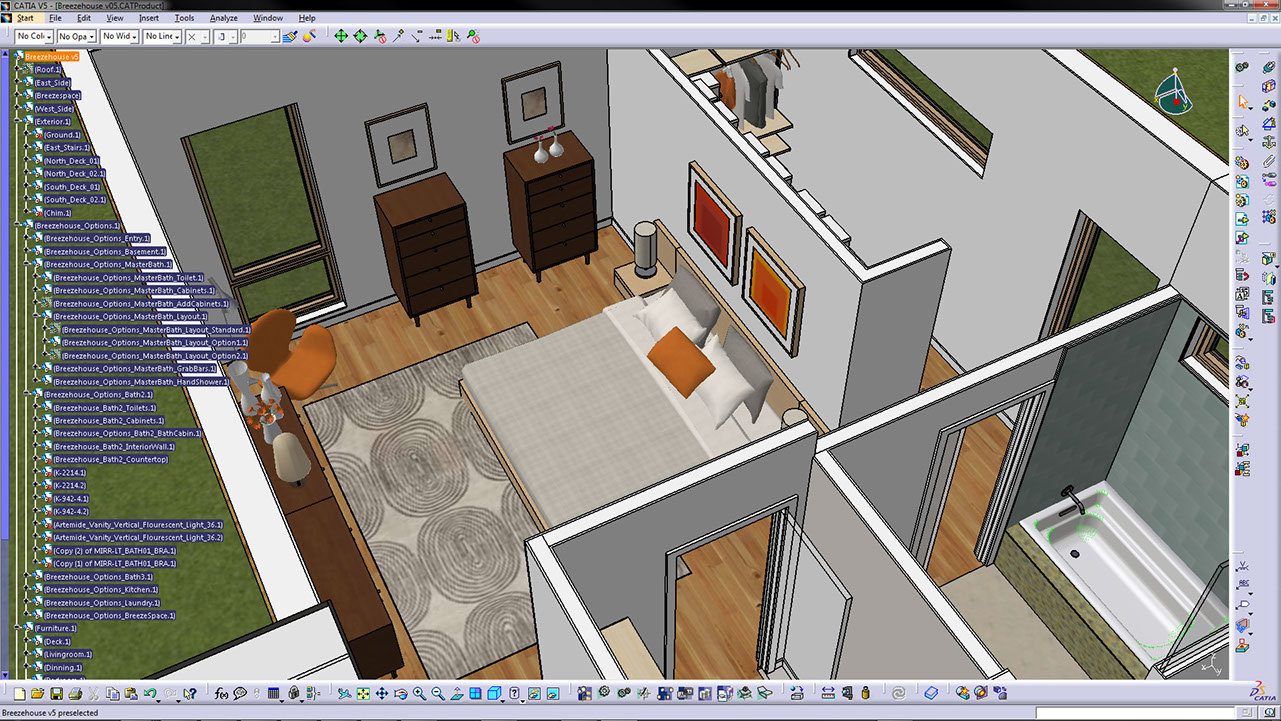 CATIA V5 - [Breezehouse v05.CATProduct]
Start File Edit View Insert Tools Analyze Window Help
No Col No Opa No Wid No Line 0
Breezehouse v5
(Roof.1)
(East_Side)
(Breezespace)
(West_Side)
(Exterior.1)
(Ground.1)
(East_Stairs.1)
(North_Deck_01)
(North_Deck_02.1)
(South_Deck_01)
(South_Deck_02.1)
(Chim.1)
(Breezehouse_Options.1)
(Breezehouse_Options_Entry.1)
(Breezehouse_Options_Basement.1)
(Breezehouse_Options_MasterBath.1)
(Breezehouse_Options_MasterBath_Toilet.1)
(Breezehouse_Options_MasterBath_Cabinets.1)
(Breezehouse_Options_MasterBath_AddCabinets.1)
(Breezehouse_Options_MasterBath_Layout.1)
(Breezehouse_Options_MasterBath_Layout_Standard.1)
(Breezehouse_Options_MasterBath_Layout_Option1.1)
(Breezehouse_Options_MasterBath_Layout_Option2.1)
(Breezehouse_Options_MasterBath_GrabBars.1)
(Breezehouse_Options_MasterBath_HandShower.1)
(Breezehouse_Options_Bath2.1)
(Breezehouse_Bath2_Toilets.1)
(Breezehouse_Bath2_Cabinets.1)
(Breezehouse_Options_Bath2_BathCabin.1)
(Breezehouse_Bath2_InteriorWall.1)
(Breezehouse_Bath2_Countertop)
(K-2214.1)
(K-2214.2)
(K-942-4.1)
(K-942-4.2)
(Artemide_Vanity_Vertical_Flourescent_Light_36.1)
(Artemide_Vanity_Vertical_Flourescent_Light_36.2)
(Copy (2) of MIRR-LT_BATH01_BRA.1)
(Copy (1) of MIRR-LT_BATH01_BRA.1)
(Breezehouse_Options_Bath3.1)
(Breezehouse_Options_Kitchen.1)
(Breezehouse_Options_Laundry.1)
(Breezehouse_Options_BreezeSpace.1)
(Furniture.1)
(Deck.1)
(Livingroom.1)
(Dinning.1)
CATIA
Breezehouse v5 preselected